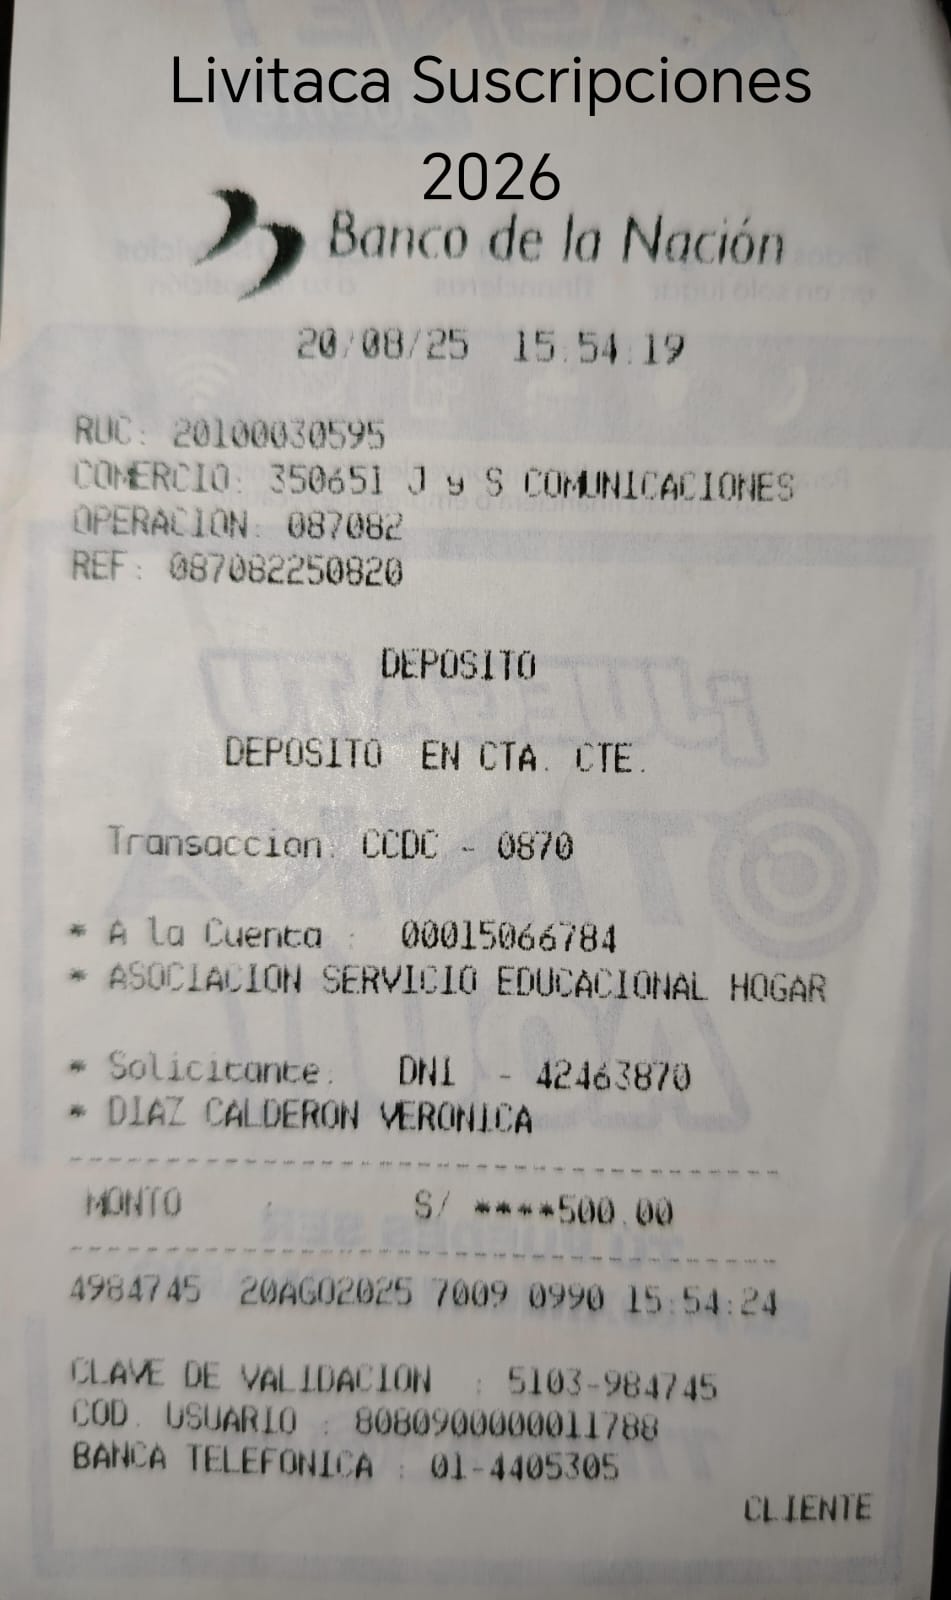 Livitaca Suscripciones
2026
Banco de la Nación
20/08/25 15:54:19
RUC: 20100030595
COMERCIO: 350651 J y S COMUNICACIONES
OPERACION: 087082
REF: 087082250820
DEPOSITO
DEPOSITO EN CTA. CTE.
Transaccion: CCDC - 0870
* A la Cuenta : 00015066784
* ASOCIACION SERVICIO EDUCACIONAL HOGAR
* Solicitante: DNI - 42463870
* DIAZ CALDERON VERONICA
MONTO : S/ ****500.00
4984745 20AGO2025 7009 0990 15:54:24
CLAVE DE VALIDACION : 5103-984745
COD. USUARIO : 8080900000011788
BANCA TELEFONICA : 01-4405305
CLIENTE